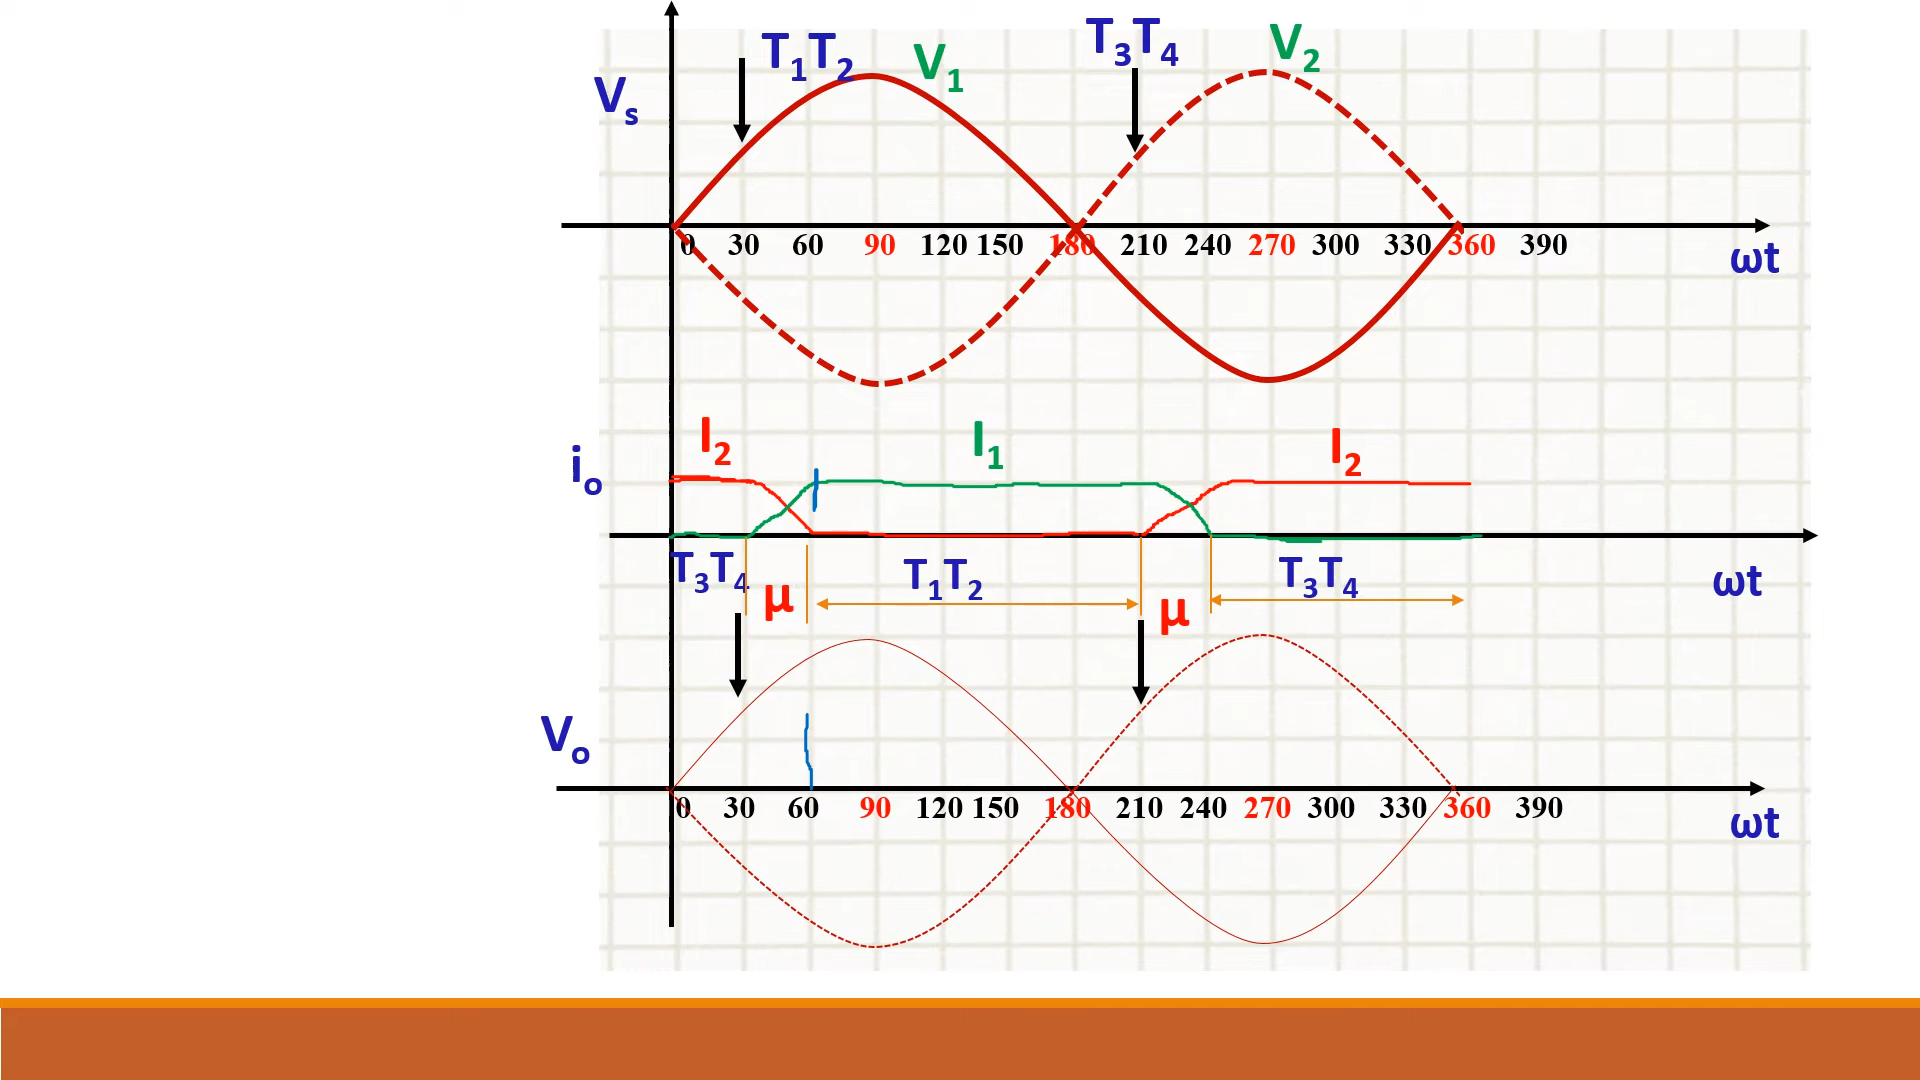 T₁T₂ V₁ T₃T₄ V₂
Vₛ
0 30 60 90 120 150 180 210 240 270 300 330 360 390
ωt
I₂ I₁ I₂
iₒ
T₃T₄ μ T₁T₂ μ T₃T₄
ωt
Vₒ
0 30 60 90 120 150 180 210 240 270 300 330 360 390
ωt